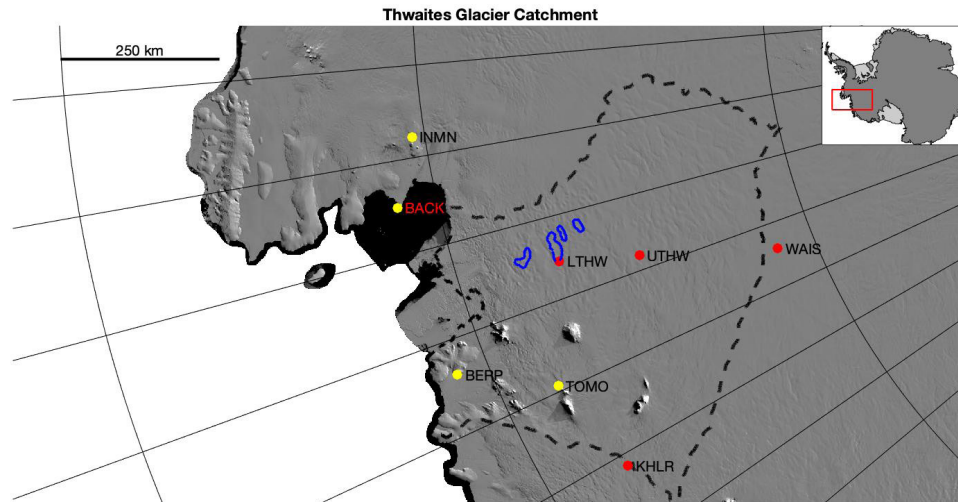 Thwaites Glacier Catchment
250 km
INMN
BACK
LTHW
UTHW
WAIS
BERP
TOMO
KHLR